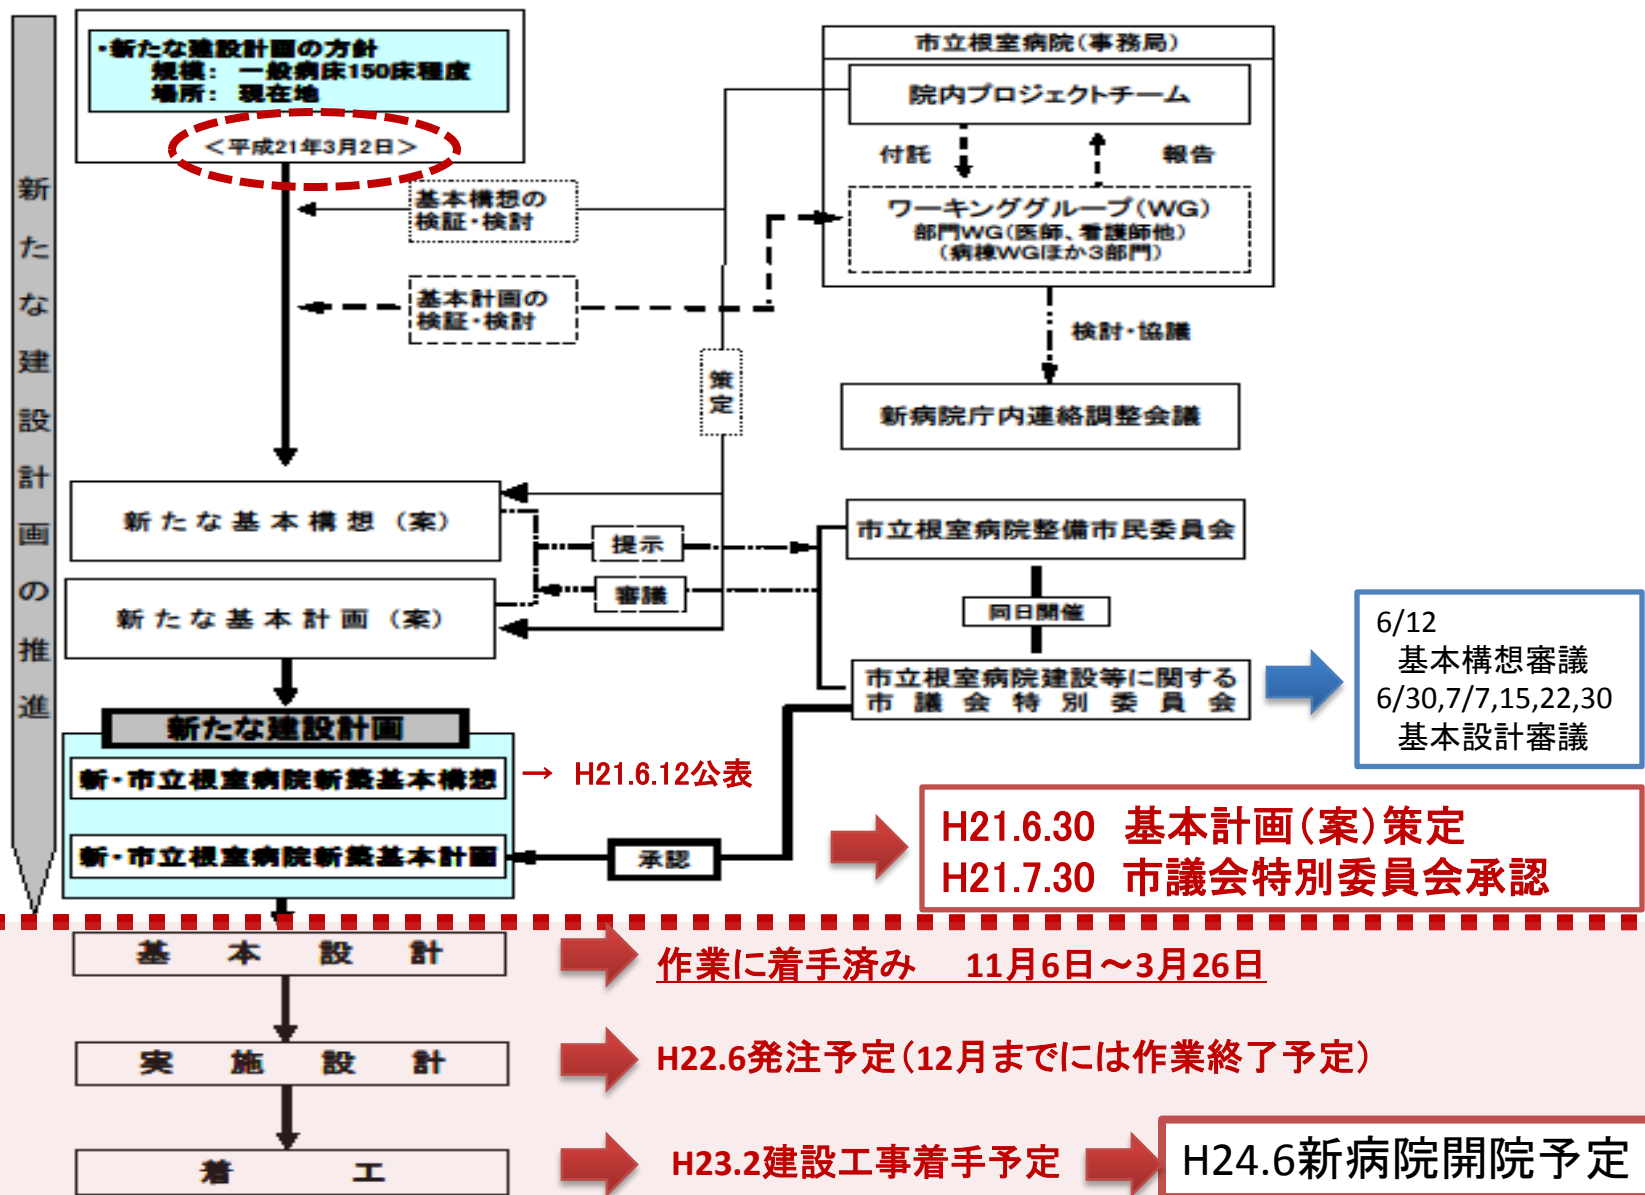 新たな建設計画の推進
・新たな建設計画の方針
規模： 一般病床150床程度
場所： 現在地
＜平成21年3月2日＞
市立根室病院（事務局）
院内プロジェクトチーム
付託
報告
ワーキンググループ（WG）
部門WG（医師、看護師他）
（病棟WGほか3部門）
基本構想の
検証・検討
基本計画の
検証・検討
検討・協議
策定
新病院庁内連絡調整会議
新たな基本構想（案）
提示
審議
新たな基本計画（案）
市立根室病院整備市民委員会
同日開催
市立根室病院建設等に関する
市議会特別委員会
6/12
基本構想審議
6/30,7/7,15,22,30
基本設計審議
新たな建設計画
新・市立根室病院新築基本構想
→ H21.6.12公表
新・市立根室病院新築基本計画
承認
H21.6.30 基本計画（案）策定
H21.7.30 市議会特別委員会承認
基本設計
作業に着手済み 11月6日～3月26日
実施設計
H22.6発注予定（12月までには作業終了予定）
着工
H23.2建設工事着手予定
H24.6新病院開院予定